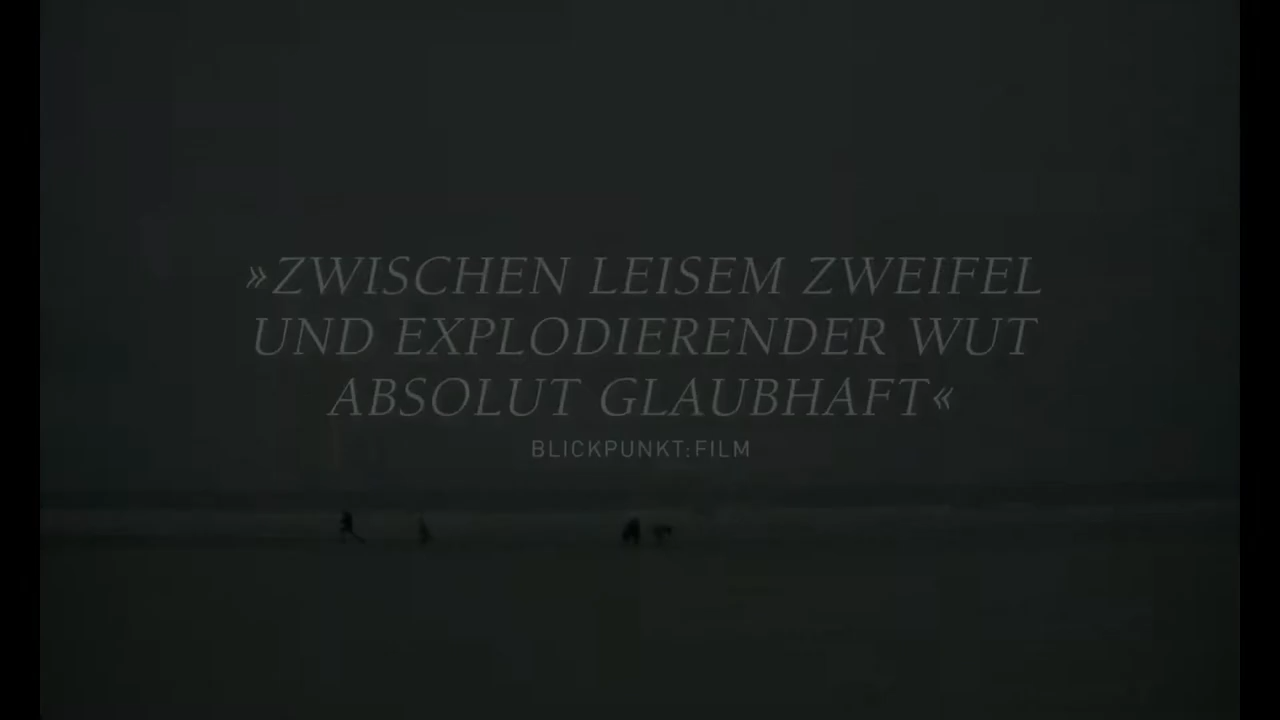 »ZWISCHEN LEISEM ZWEIFEL
UND EXPLODIERENDER WUT
ABSOLUT GLAUBHAFT«
BLICKPUNKT:FILM